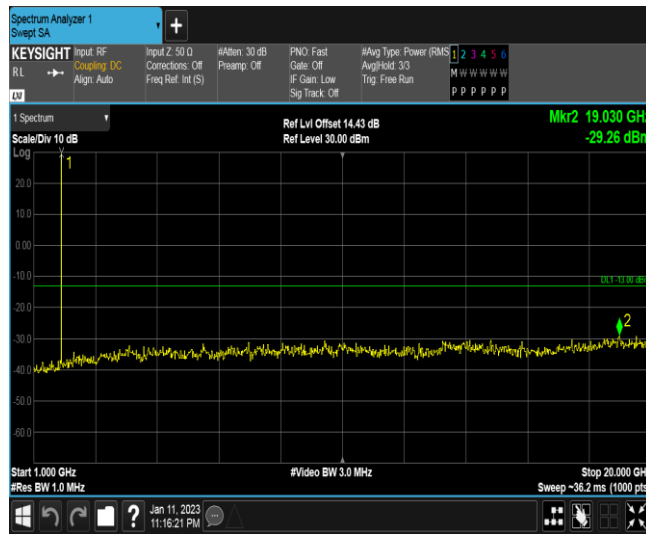 Spectrum Analyzer 1
Swept SA
+
KEYSIGHT
RL
LXI
Input: RF
Coupling: DC
Align: Auto
Input Z: 50 Ω
Corrections: Off
Freq Ref: Int (S)
#Atten: 30 dB
Preamp: Off
PNO: Fast
Gate: Off
IF Gain: Low
Sig Track: Off
#Avg Type: Power (RMS
Avg|Hold: 3/3
Trig: Free Run
1 2 3 4 5 6
M W W W W W
P P P P P P
1 Spectrum
Scale/Div 10 dB
Log
Ref Lvl Offset 14.43 dB
Ref Level 30.00 dBm
Mkr2 19.030 GH
-29.26 dBm
1
20.0
10.0
0.00
-10.0
DL1 -13.00 dB
-20.0
2
-30.0
-40.0
-50.0
-60.0
Start 1.000 GHz
#Res BW 1.0 MHz
#Video BW 3.0 MHz
Stop 20.000 GH
Sweep ~36.2 ms (1000 pts
?
Jan 11, 2023
11:16:21 PM